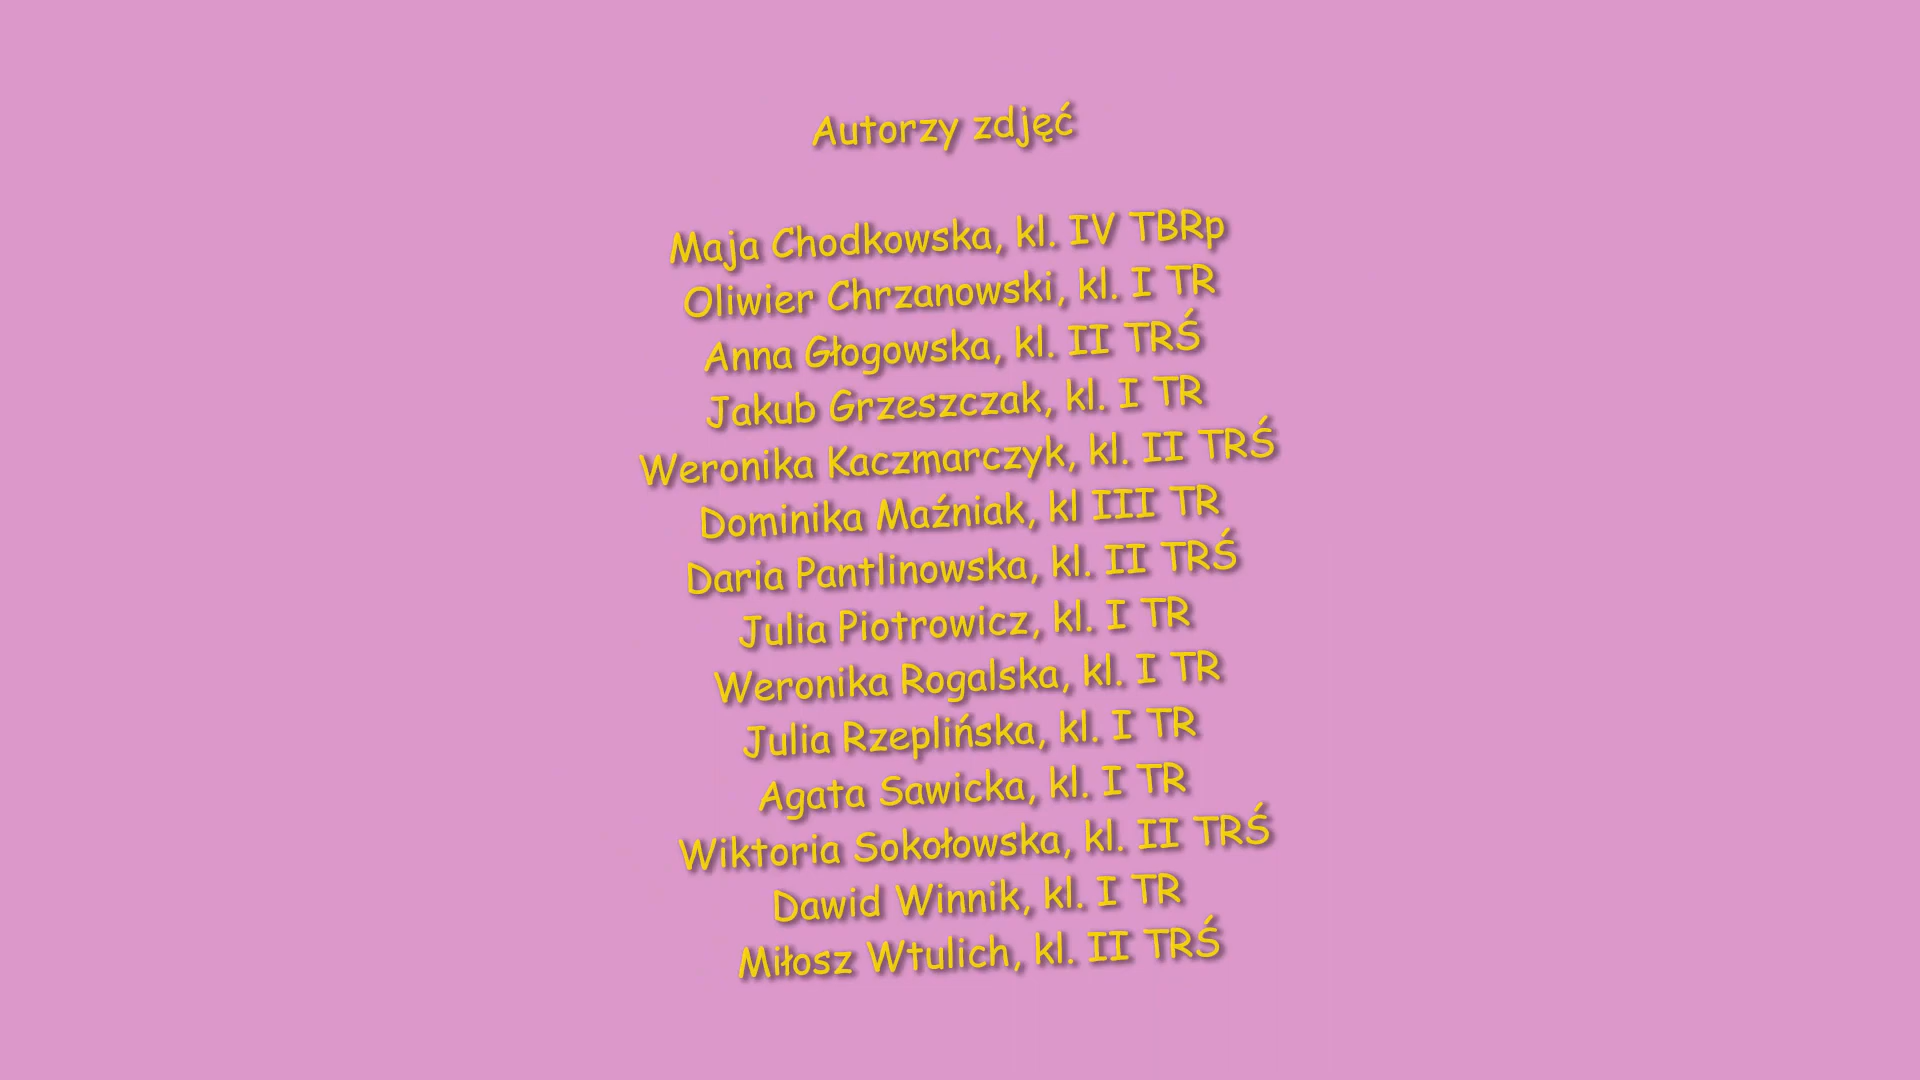 Autorzy zdjęć
Maja Chodkowska, kl. IV TBRp
Oliwier Chrzanowski, kl. I TR
Anna Głogowska, kl. II TRŚ
Jakub Grzeszczak, kl. I TR
Weronika Kaczmarczyk, kl. II TRŚ
Dominika Maźniak, kl III TR
Daria Pantlinowska, kl. II TRŚ
Julia Piotrowicz, kl. I TR
Weronika Rogalska, kl. I TR
Julia Rzeplińska, kl. I TR
Agata Sawicka, kl. I TR
Wiktoria Sokołowska, kl. II TRŚ
Dawid Winnik, kl. I TR
Miłosz Wtulich, kl. II TRŚ